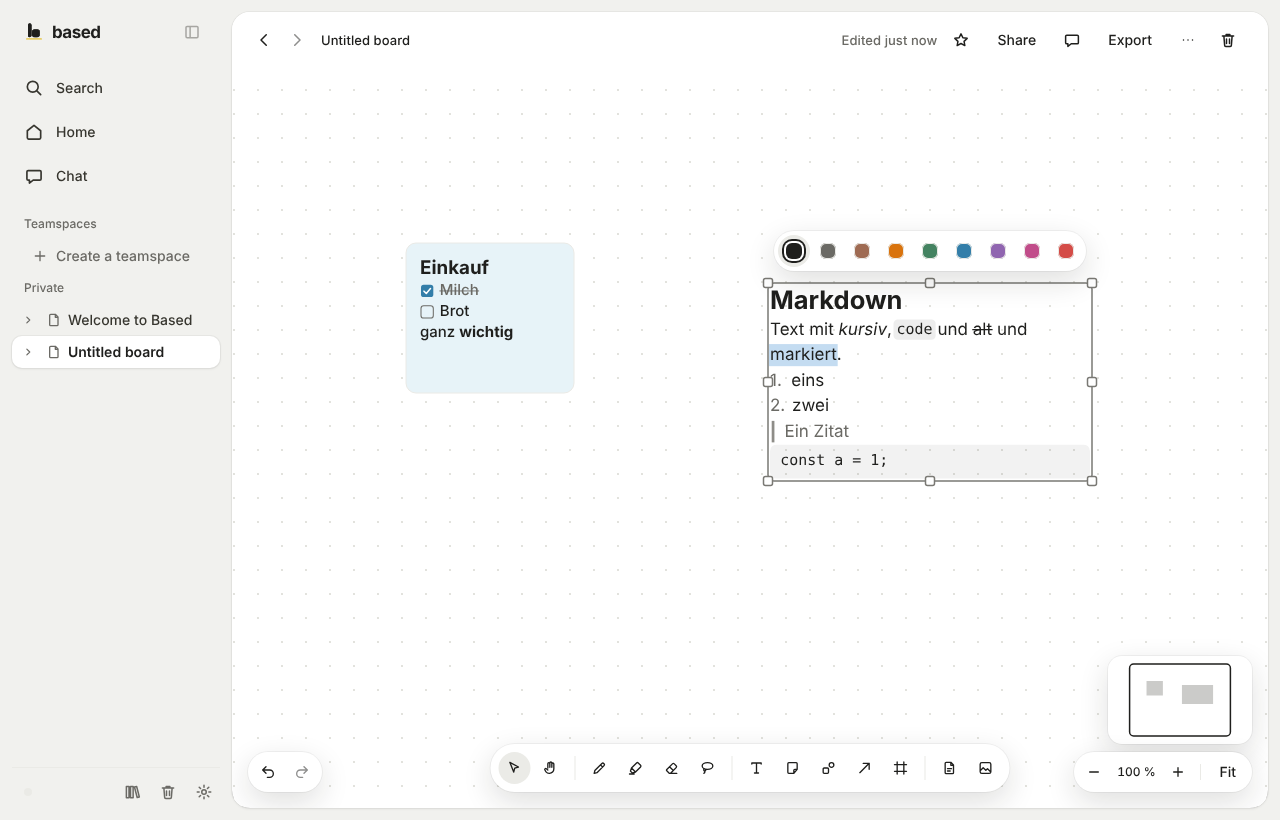 based
Untitled board
Edited just now
Share
Export
Search
Home
Chat
Teamspaces
Create a teamspace
Private
Welcome to Based
Untitled board
Einkauf
Milch
Brot
ganz wichtig
Markdown
Text mit kursiv, code und alt und
markiert.
1. eins
2. zwei
Ein Zitat
const a = 1;
100 %
Fit